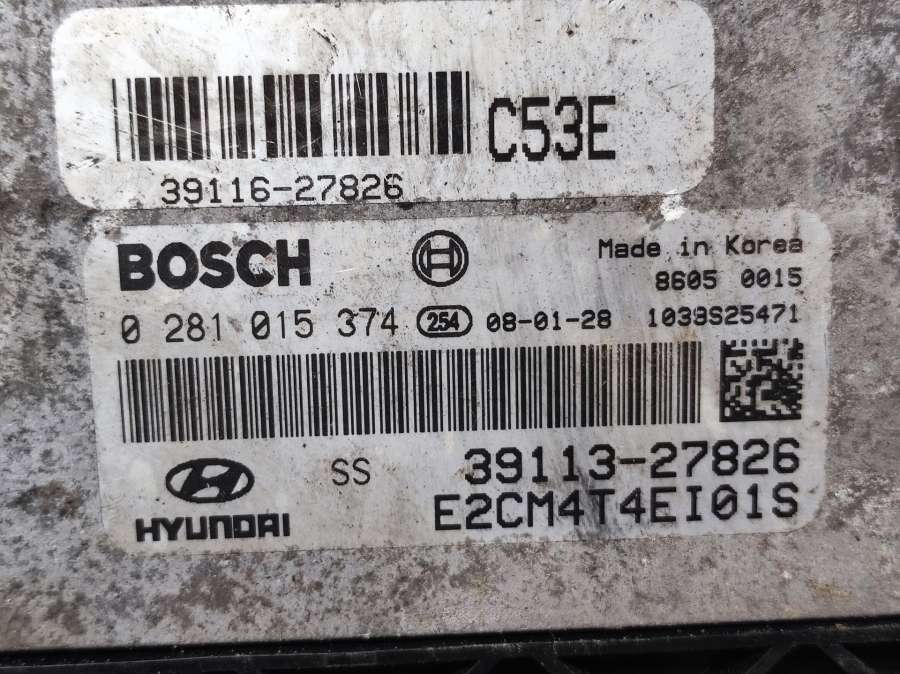 C53E
39116-27826
BOSCH
Made in Korea
8605 0015
0 281 015 374 254 08-01-28 1039S25471
SS 39113-27826
HYUNDAI E2CM4T4EI01S